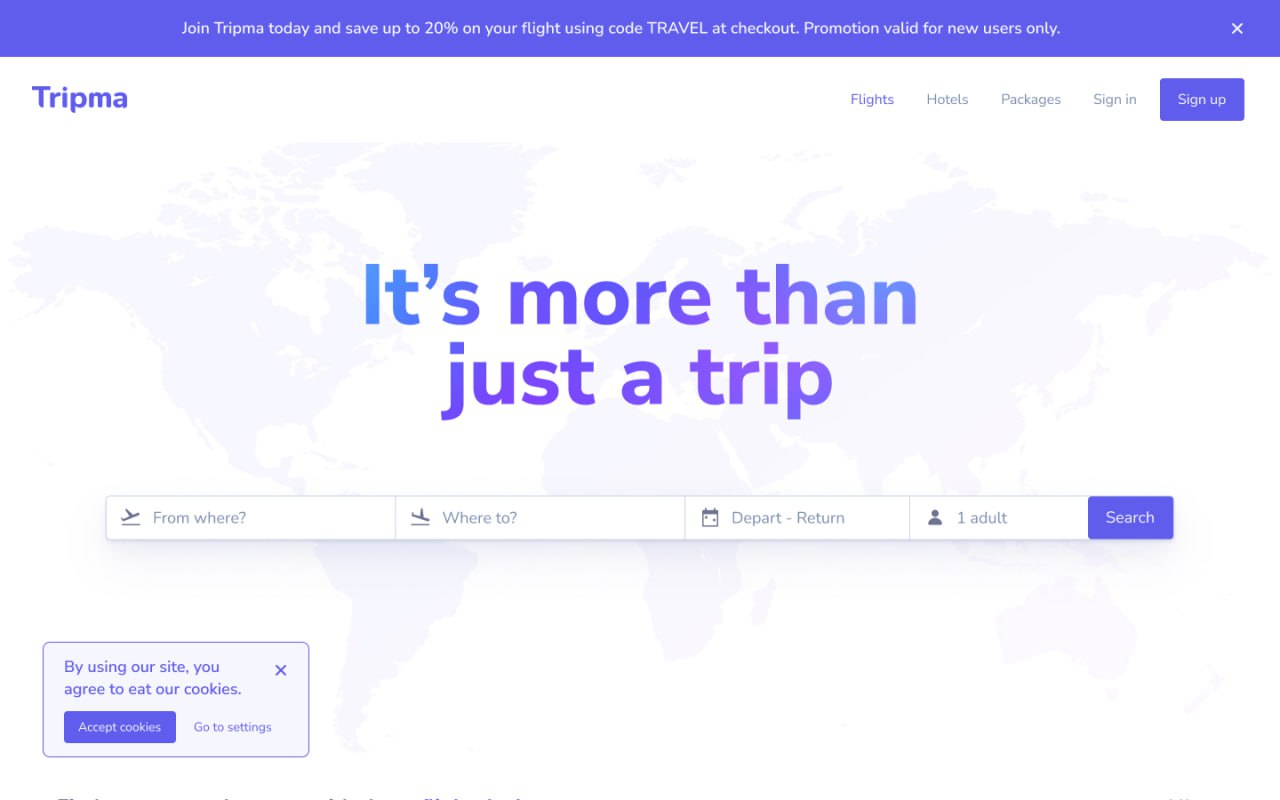 Join Tripma today and save up to 20% on your flight using code TRAVEL at checkout. Promotion valid for new users only.
Tripma
Flights
Hotels
Packages
Sign in
Sign up
It’s more than
just a trip
From where?
Where to?
Depart - Return
1 adult
Search
By using our site, you
agree to eat our cookies.
Accept cookies
Go to settings